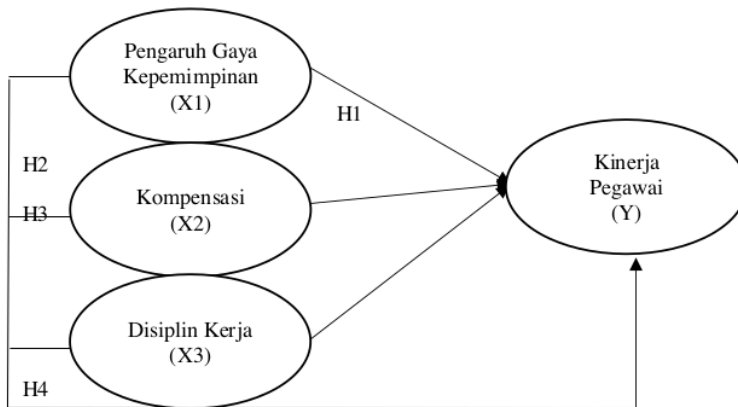 Pengaruh Gaya
Kepemimpinan
(X1)
H1
H2
Kompensasi
(X2)
H3
Kinerja
Pegawai
(Y)
Disiplin Kerja
(X3)
H4